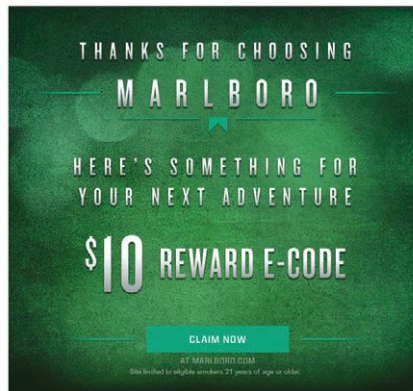 THANKS FOR CHOOSING
MARLBORO
HERE'S SOMETHING FOR
YOUR NEXT ADVENTURE
$10 REWARD E-CODE
CLAIM NOW
AT MARLBORO.COM
Site limited to eligible smokers 21 years of age or older.